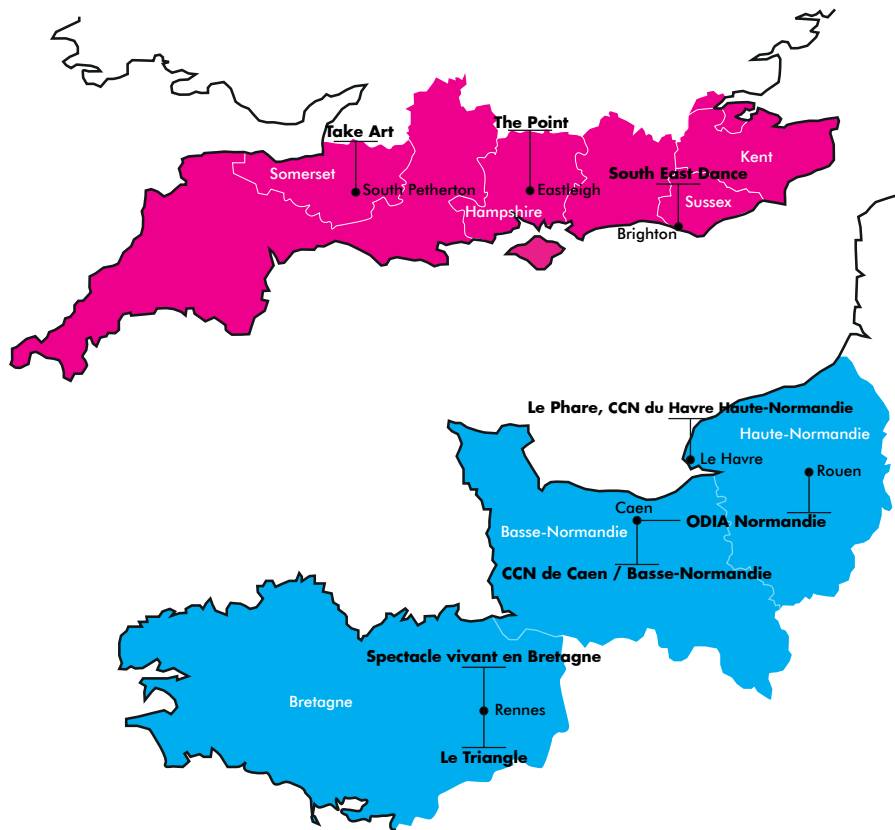 The Point
Take Art
Kent
South East Dance
Somerset
South Petherton
Eastleigh
Sussex
Hampshire
Brighton
Le Phare, CCN du Havre Haute-Normandie
Haute-Normandie
Le Havre
Rouen
Caen
ODIA Normandie
Basse-Normandie
CCN de Caen / Basse-Normandie
Spectacle vivant en Bretagne
Bretagne
Rennes
Le Triangle